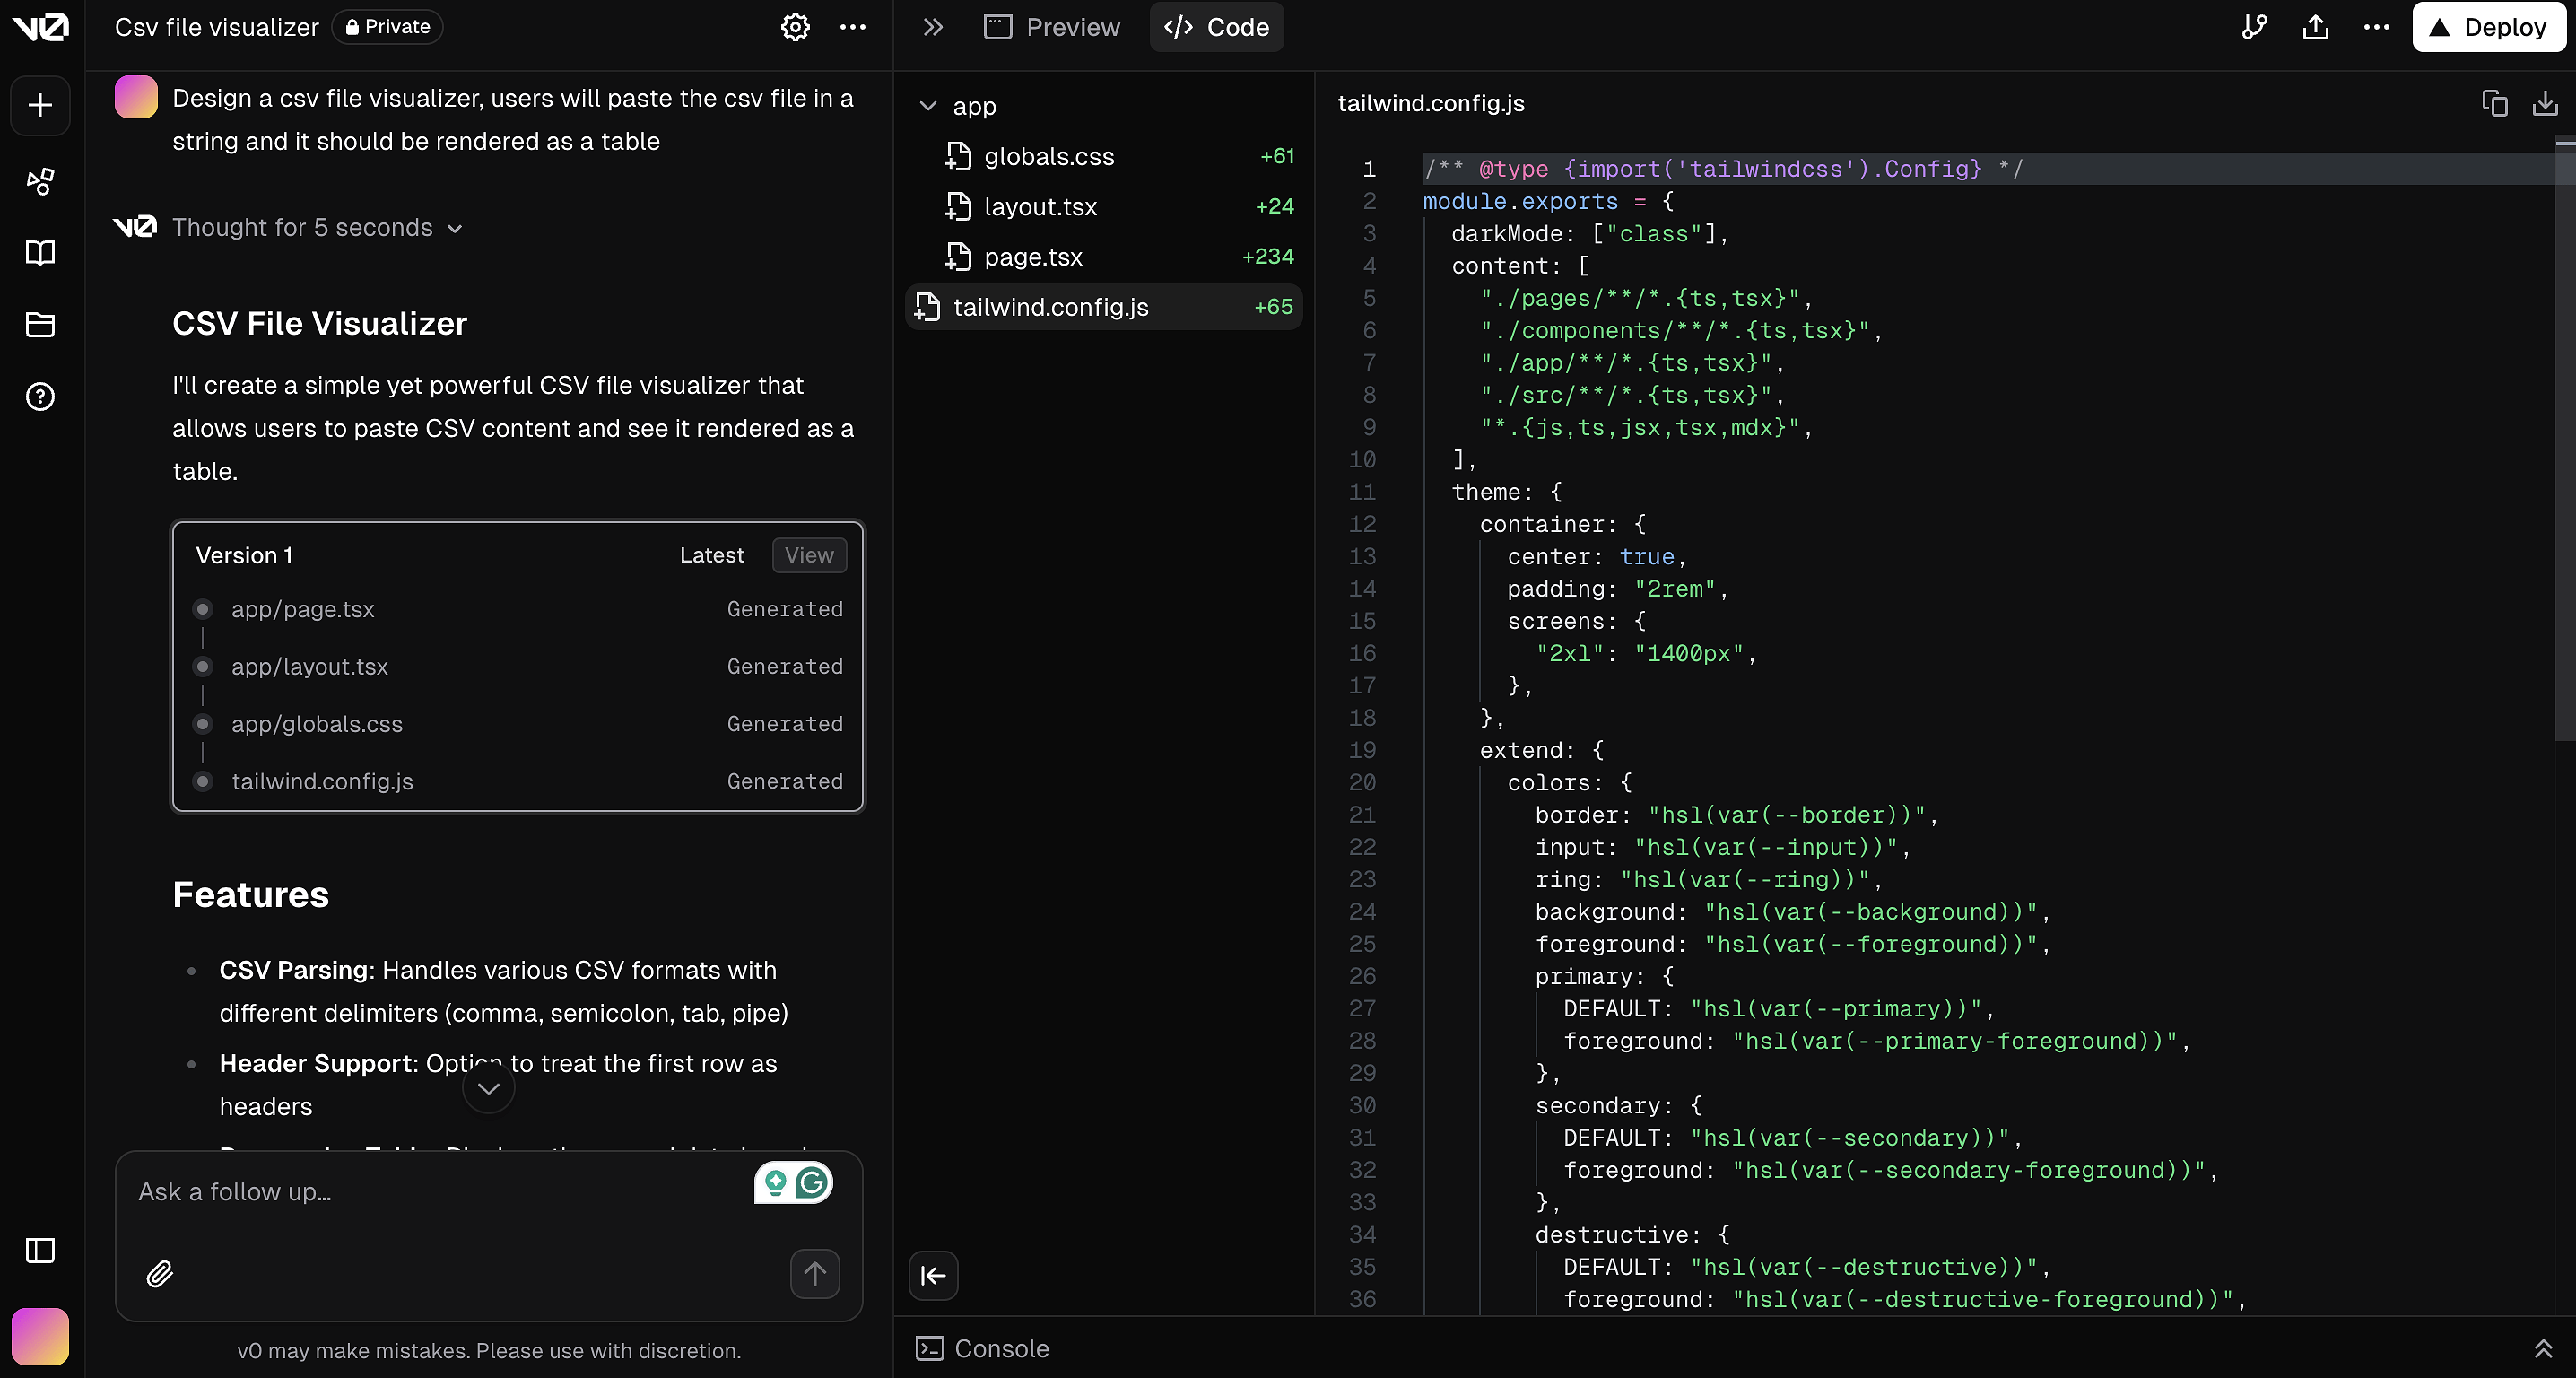 v0
Csv file visualizer
Private
Design a csv file visualizer, users will paste the csv file in a
string and it should be rendered as a table
v0
Thought for 5 seconds
CSV File Visualizer
I'll create a simple yet powerful CSV file visualizer that
allows users to paste CSV content and see it rendered as a
table.
Version 1
Latest
View
app/page.tsx
Generated
app/layout.tsx
Generated
app/globals.css
Generated
tailwind.config.js
Generated
Features
CSV Parsing: Handles various CSV formats with
different delimiters (comma, semicolon, tab, pipe)
Header Support: Option to treat the first row as
headers
Ask a follow up...
v0 may make mistakes. Please use with discretion.
Preview
Code
Deploy
app
globals.css
+61
layout.tsx
+24
page.tsx
+234
tailwind.config.js
+65
tailwind.config.js
1 /** @type {import('tailwindcss').Config} */
2 module.exports = {
3 darkMode: ["class"],
4 content: [
5 "./pages/**/*.{ts,tsx}",
6 "./components/**/*.{ts,tsx}",
7 "./app/**/*.{ts,tsx}",
8 "./src/**/*.{ts,tsx}",
9 "*.{js,ts,jsx,tsx,mdx}",
10 ],
11 theme: {
12 container: {
13 center: true,
14 padding: "2rem",
15 screens: {
16 "2xl": "1400px",
17 },
18 },
19 extend: {
20 colors: {
21 border: "hsl(var(--border))",
22 input: "hsl(var(--input))",
23 ring: "hsl(var(--ring))",
24 background: "hsl(var(--background))",
25 foreground: "hsl(var(--foreground))",
26 primary: {
27 DEFAULT: "hsl(var(--primary))",
28 foreground: "hsl(var(--primary-foreground))",
29 },
30 secondary: {
31 DEFAULT: "hsl(var(--secondary))",
32 foreground: "hsl(var(--secondary-foreground))",
33 },
34 destructive: {
35 DEFAULT: "hsl(var(--destructive))",
36 foreground: "hsl(var(--destructive-foreground))",
Console